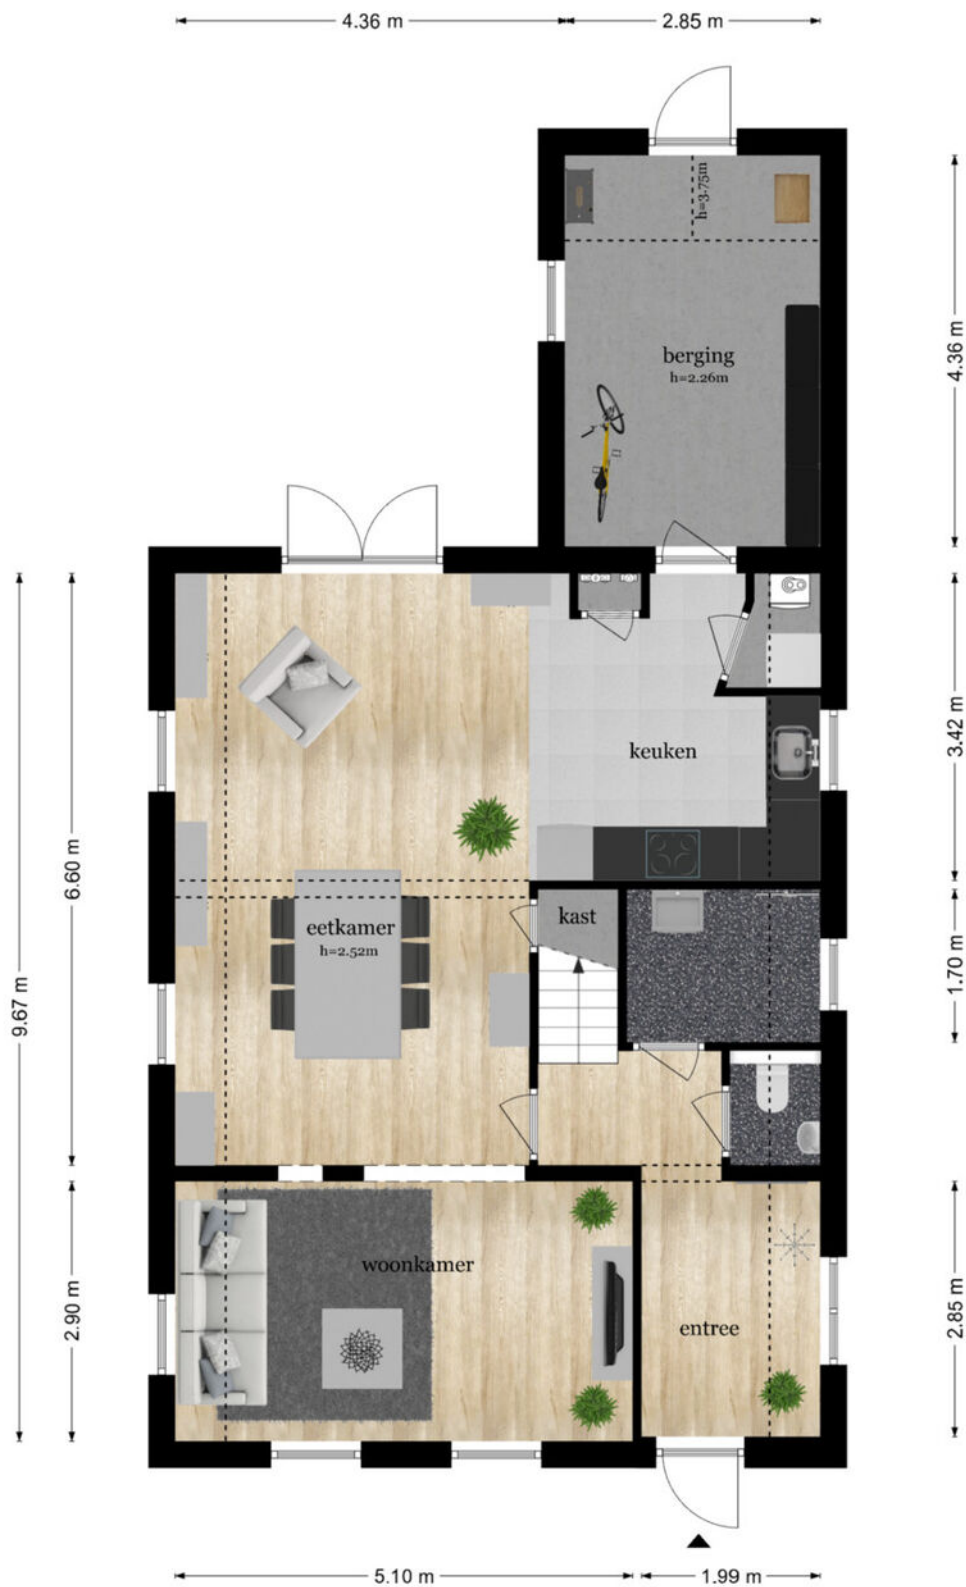 4.36 m
2.85 m
h=3.75m
4.36 m
berging
h=2.26m
3.42 m
keuken
6.60 m
9.67 m
eetkamer
h=2.52m
kast
1.70 m
woonkamer
2.90 m
entree
2.85 m
5.10 m
1.99 m